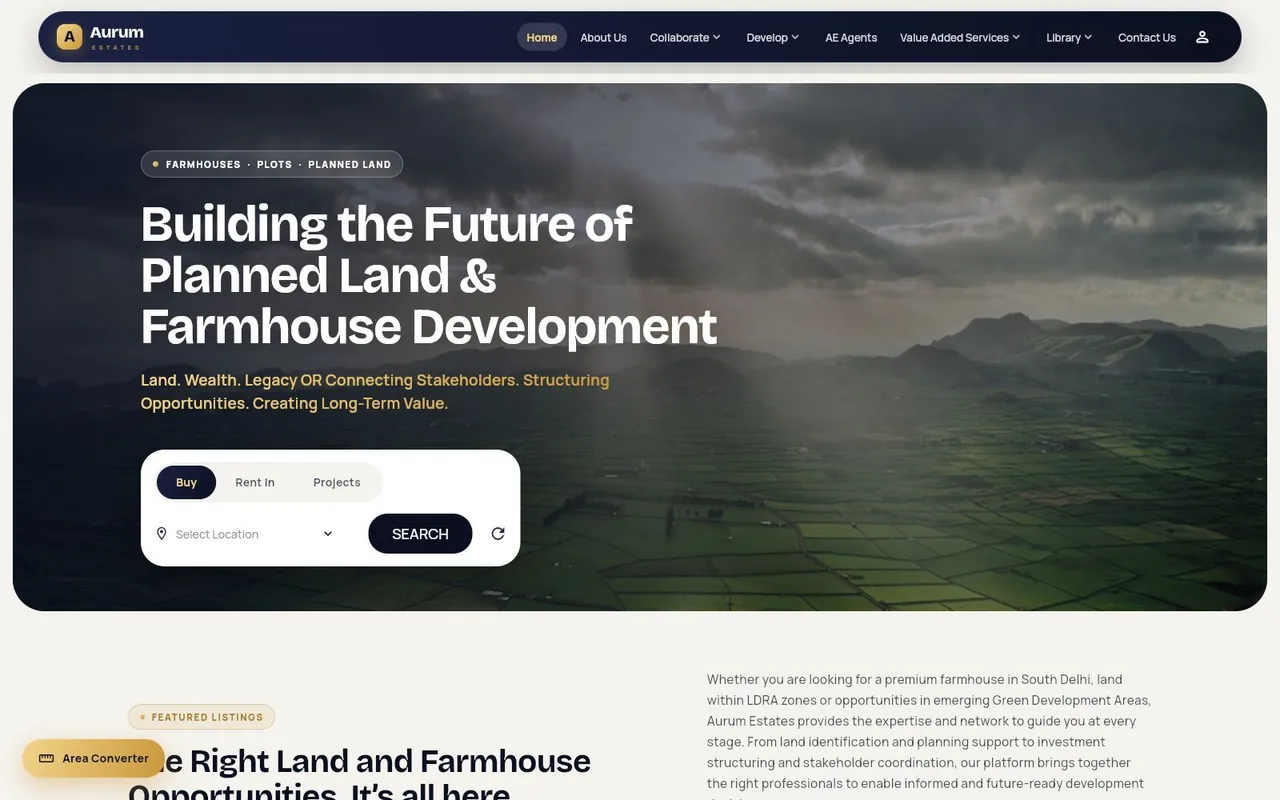 A Aurum
ESTATES
Home About Us Collaborate Develop AE Agents Value Added Services Library Contact Us
FARMHOUSES · PLOTS · PLANNED LAND
Building the Future of
Planned Land &
Farmhouse Development
Land. Wealth. Legacy OR Connecting Stakeholders. Structuring
Opportunities. Creating Long-Term Value.
Buy Rent In Projects
Select Location SEARCH
FEATURED LISTINGS
Right Land and Farmhouse
Opportunities. It's all here
Area Converter
Whether you are looking for a premium farmhouse in South Delhi, land
within LDRA zones or opportunities in emerging Green Development Areas,
Aurum Estates provides the expertise and network to guide you at every
stage. From land identification and planning support to investment
structuring and stakeholder coordination, our platform brings together
the right professionals to enable informed and future-ready development